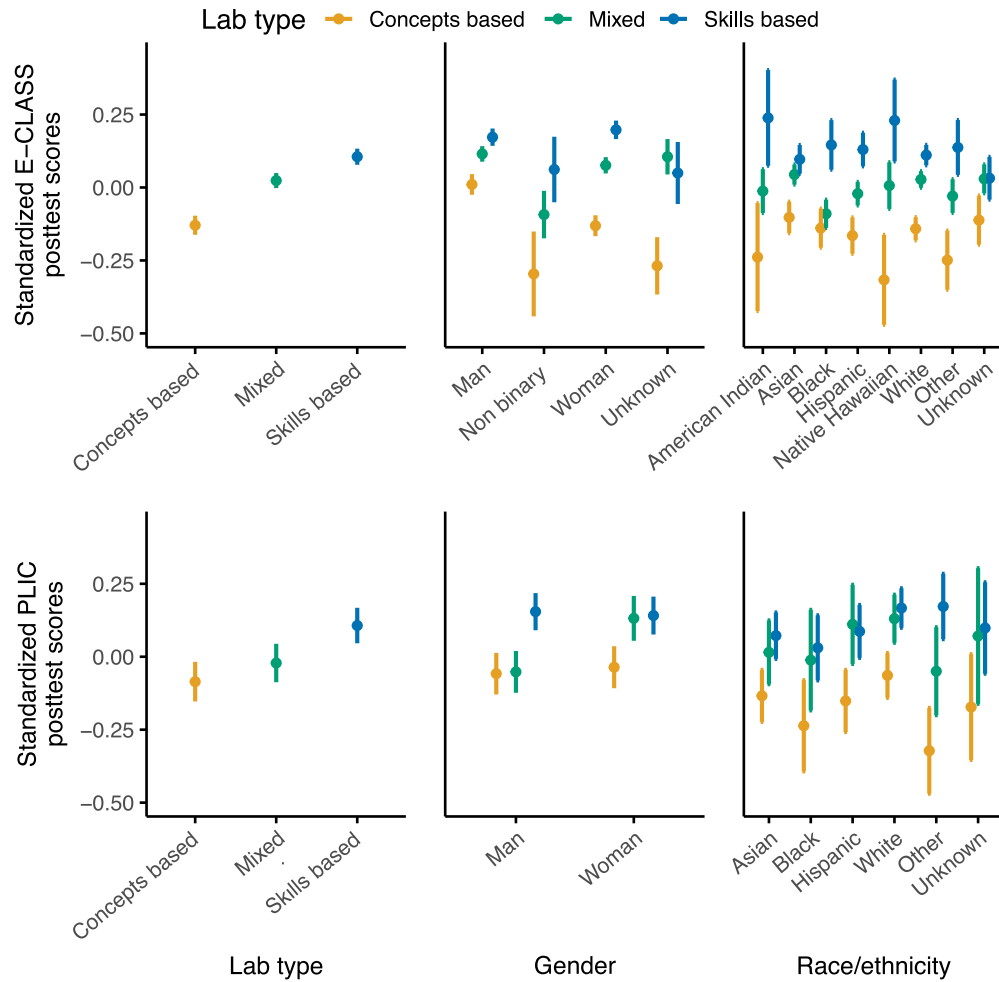 Lab type Concepts based Mixed Skills based
Standardized E-CLASS
posttest scores
0.25
0.00
−0.25
−0.50
Concepts based
Mixed
Skills based
Man
Non binary
Woman
Unknown
American Indian
Asian
Black
Hispanic
Native Hawaiian
White
Other
Unknown
Standardized PLIC
posttest scores
0.25
0.00
−0.25
−0.50
Concepts based
Mixed
Skills based
Man
Woman
Asian
Black
Hispanic
White
Other
Unknown
Lab type
Gender
Race/ethnicity